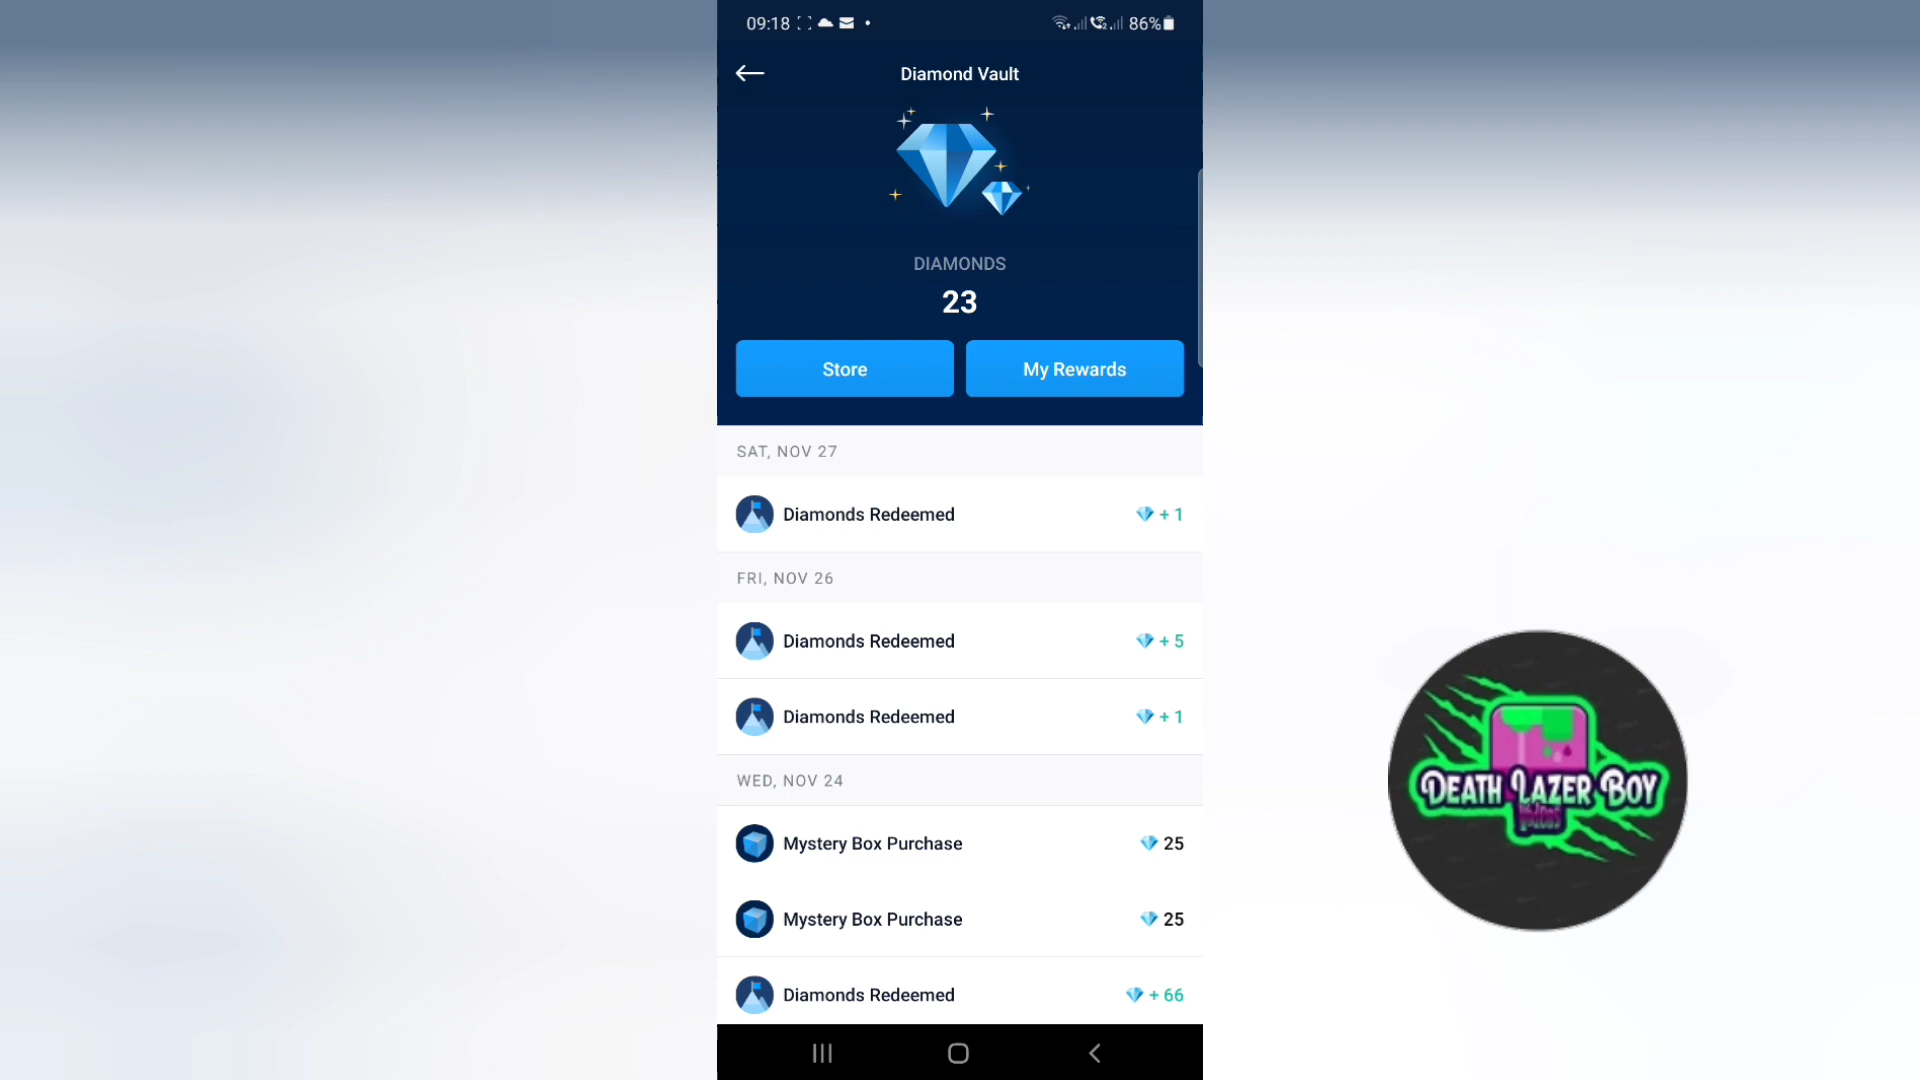 09:18
86%
Diamond Vault
DIAMONDS
23
Store
My Rewards
SAT, NOV 27
Diamonds Redeemed + 1
FRI, NOV 26
Diamonds Redeemed + 5
Diamonds Redeemed + 1
WED, NOV 24
Mystery Box Purchase 25
Mystery Box Purchase 25
Diamonds Redeemed + 66
DEATH LAZER BOY